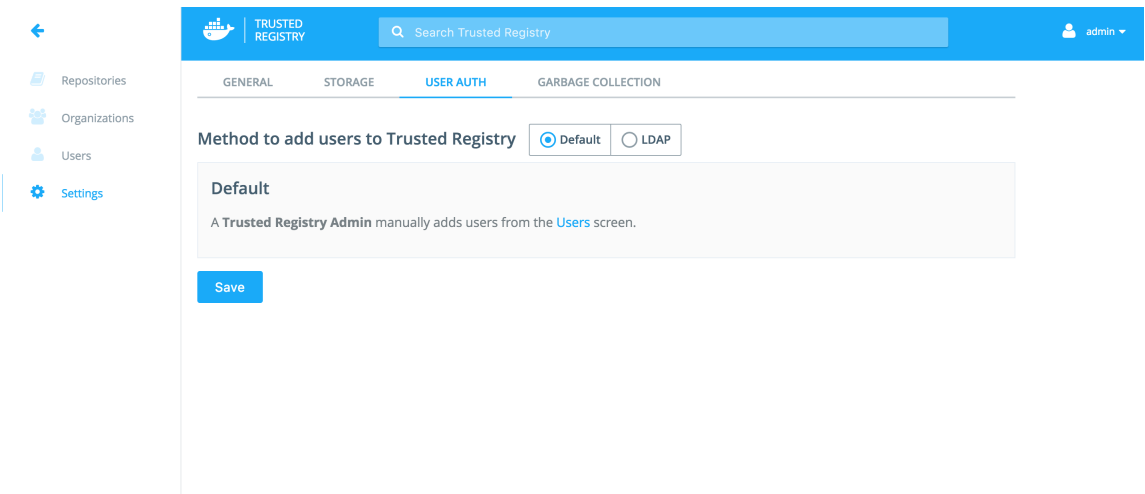 TRUSTED
REGISTRY
Search Trusted Registry
admin
Repositories
Organizations
Users
Settings
GENERAL STORAGE USER AUTH GARBAGE COLLECTION
Method to add users to Trusted Registry Default LDAP
Default
A Trusted Registry Admin manually adds users from the Users screen.
Save